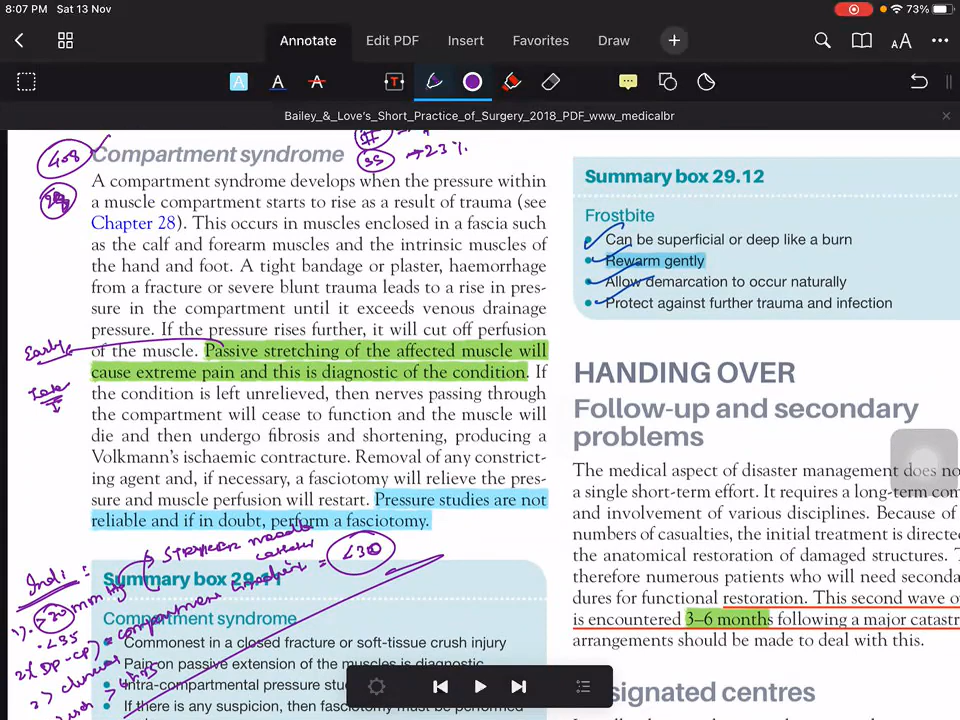 8:07 PM Sat 13 Nov
73%
Annotate Edit PDF Insert Favorites Draw
Bailey_&_Love's_Short_Practice_of_Surgery_2018_PDF_www_medicalbr
408
→23%
Compartment syndrome
A compartment syndrome develops when the pressure within
a muscle compartment starts to rise as a result of trauma (see
Chapter 28). This occurs in muscles enclosed in a fascia such
as the calf and forearm muscles and the intrinsic muscles of
the hand and foot. A tight bandage or plaster, haemorrhage
from a fracture or severe blunt trauma leads to a rise in pres-
sure in the compartment until it exceeds venous drainage
pressure. If the pressure rises further, it will cut off perfusion
of the muscle. Passive stretching of the affected muscle will
cause extreme pain and this is diagnostic of the condition. If
the condition is left unrelieved, then nerves passing through
the compartment will cease to function and the muscle will
die and then undergo fibrosis and shortening, producing a
Volkmann's ischaemic contracture. Removal of any constrict-
ing agent and, if necessary, a fasciotomy will relieve the pres-
sure and muscle perfusion will restart. Pressure studies are not
reliable and if in doubt, perform a fasciotomy.
Early
Late
Stryker needle
catheter
<30
Indi :
Summary box 29.
Compartment syndrome
Commonest in a closed fracture or soft-tissue crush injury
Pain on passive extension of the muscles is diagnostic
Intra-compartmental pressure stu
If there is any suspicion, then fasciotomy must be performed
Summary box 29.12
Frostbite
• Can be superficial or deep like a burn
• Rewarm gently
• Allow demarcation to occur naturally
• Protect against further trauma and infection
HANDING OVER
Follow-up and secondary
problems
The medical aspect of disaster management does no
a single short-term effort. It requires a long-term com
and involvement of various disciplines. Because of
numbers of casualties, the initial treatment is directed
the anatomical restoration of damaged structures. T
therefore numerous patients who will need seconda
dures for functional restoration. This second wave o
is encountered 3–6 months following a major catastr
arrangements should be made to deal with this.
signated centres